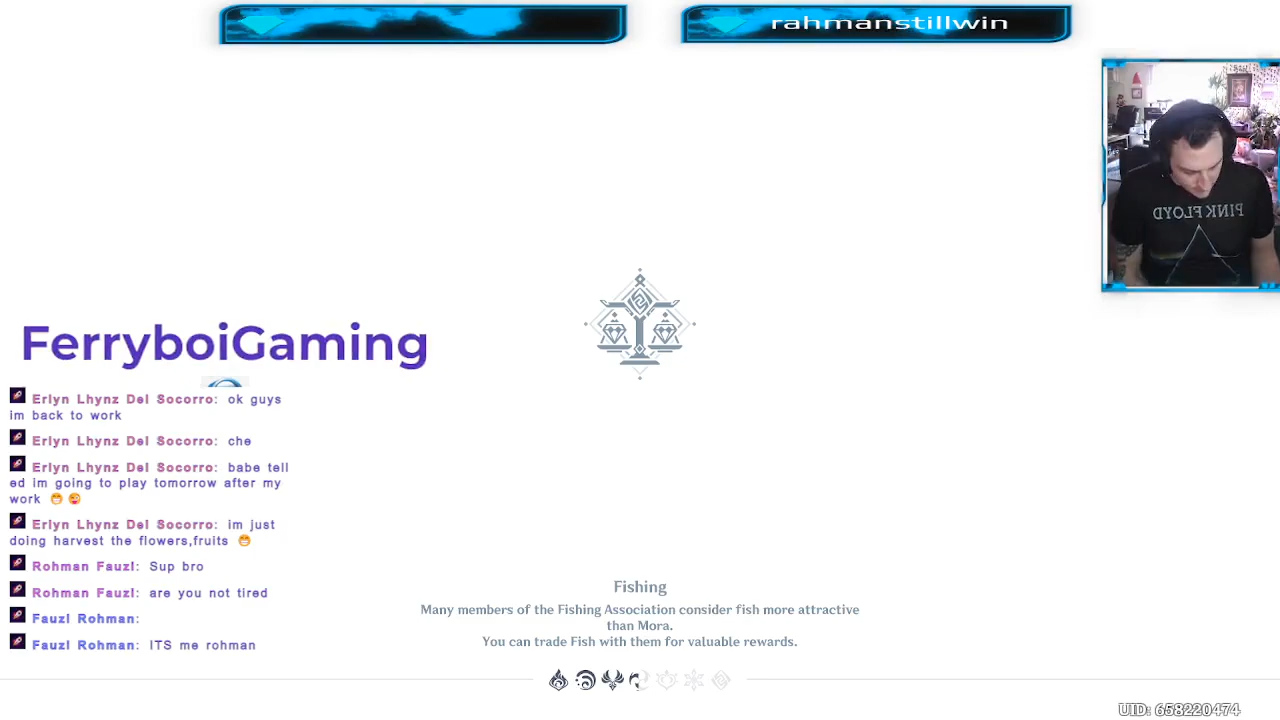 rahmanstillwin
PINK FLOYD
FerryboiGaming
Erlyn Lhynz Del Socorro: ok guys
im back to work
Erlyn Lhynz Del Socorro: che
Erlyn Lhynz Del Socorro: babe tell
ed im going to play tomorrow after my
work 😁 😜
Erlyn Lhynz Del Socorro: im just
doing harvest the flowers,fruits 😁
Rohman Fauzi: Sup bro
Rohman Fauzi: are you not tired
Fauzi Rohman:
Fauzi Rohman: ITS me rohman
Fishing
Many members of the Fishing Association consider fish more attractive
than Mora.
You can trade Fish with them for valuable rewards.
UID: 658220474